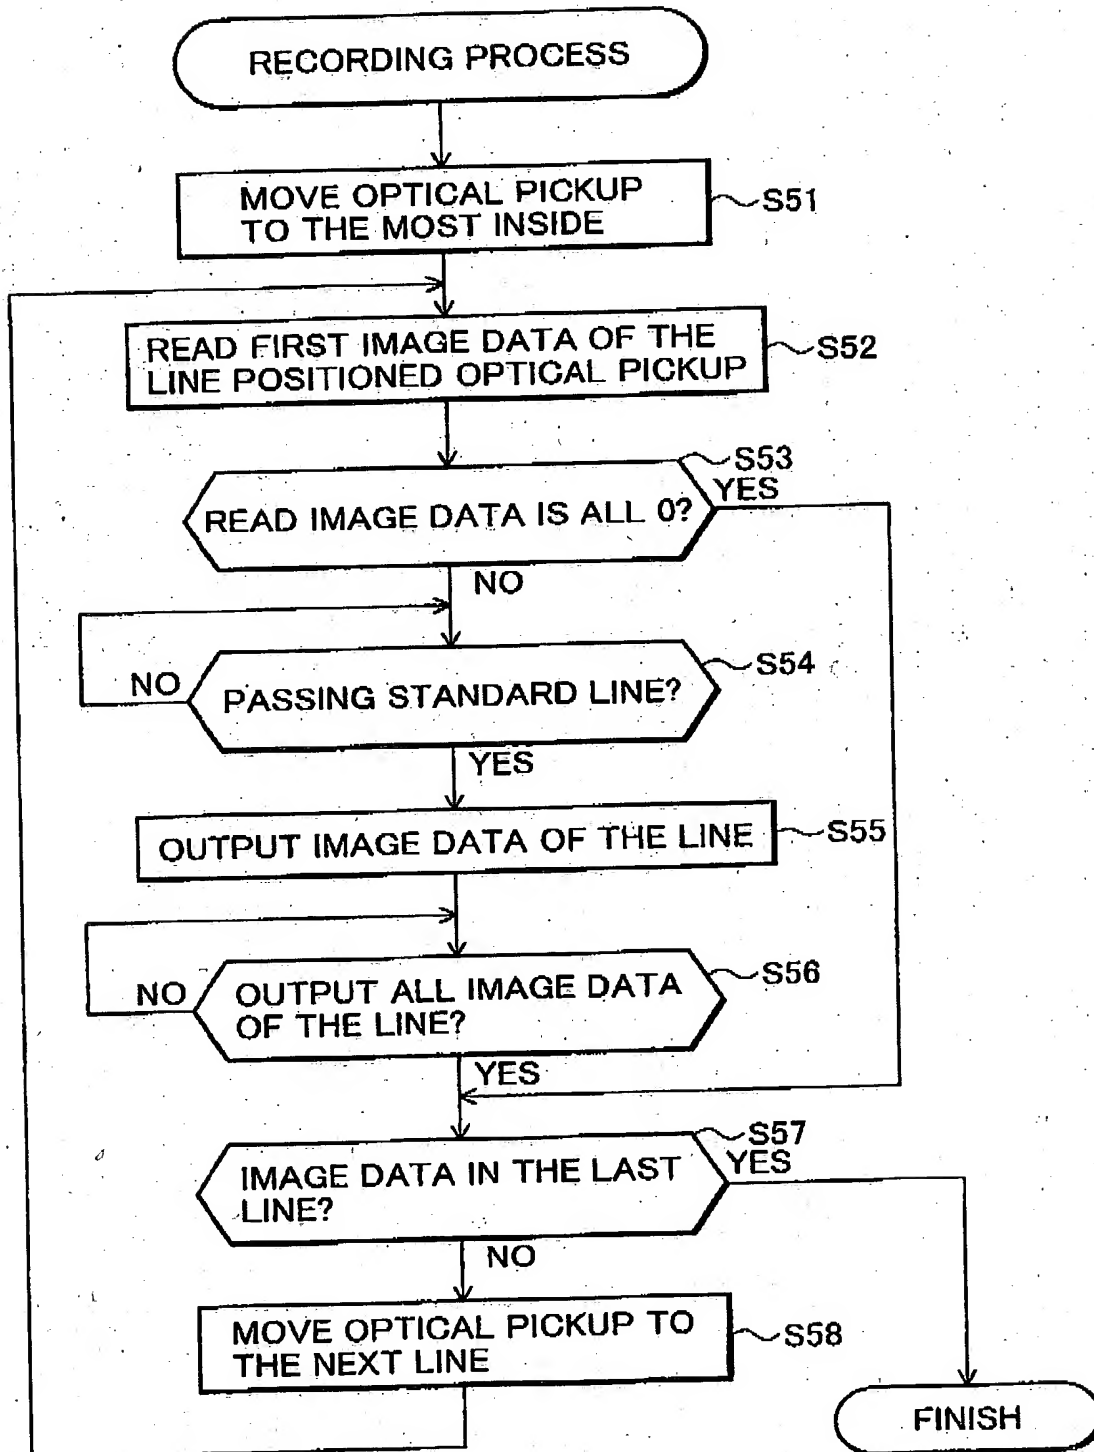 RECORDING PROCESS
MOVE OPTICAL PICKUP
TO THE MOST INSIDE
S51
READ FIRST IMAGE DATA OF THE
LINE POSITIONED OPTICAL PICKUP
S52
S53
READ IMAGE DATA IS ALL 0?
YES
NO
S54
NO
PASSING STANDARD LINE?
YES
OUTPUT IMAGE DATA OF THE LINE
S55
S56
NO
OUTPUT ALL IMAGE DATA
OF THE LINE?
YES
S57
IMAGE DATA IN THE LAST
LINE?
YES
NO
MOVE OPTICAL PICKUP TO
THE NEXT LINE
S58
FINISH